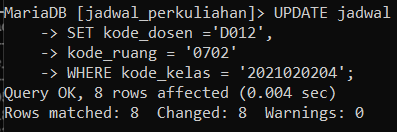 MariaDB [jadwal_perkuliahan]> UPDATE jadwal
    -> SET kode_dosen ='D012',
    -> kode_ruang = '0702'
    -> WHERE kode_kelas = '2021020204';
Query OK, 8 rows affected (0.004 sec)
Rows matched: 8  Changed: 8  Warnings: 0